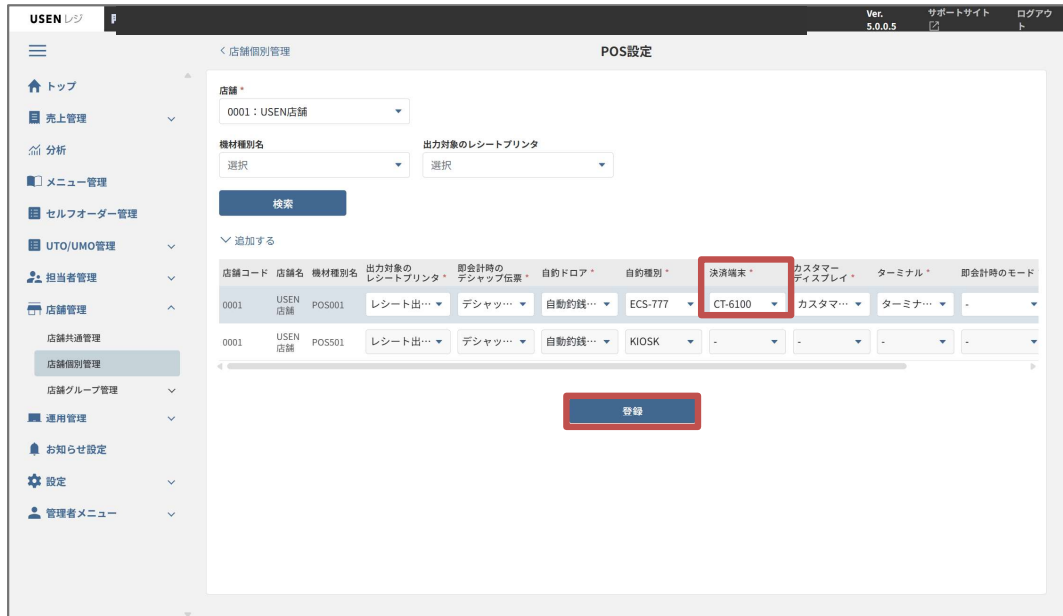 USENレジ
Ver.
5.0.0.5
サポートサイト
ログアウ
ト
店舗個別管理
POS設定
トップ
売上管理
分析
メニュー管理
セルフオーダー管理
UTO/UMO管理
担当者管理
店舗管理
店舗共通管理
店舗個別管理
店舗グループ管理
運用管理
お知らせ設定
設定
管理者メニュー
店舗 *
0001：USEN店舗
機材種別名 出力対象のレシートプリンタ
選択 選択
検索
追加する
店舗コード 店舗名 機材種別名 出力対象のレシートプリンタ * 即会計時のデシャップ伝票 * 自釣ドロア * 自釣種別 * 決済端末 * カスタマーディスプレイ * ターミナル * 即会計時のモード
0001 USEN店舗 POS001 レシート出… デシャッ… 自動釣銭… ECS-777 CT-6100 カスタマ… ターミナ… -
0001 USEN店舗 POS501 レシート出… デシャッ… 自動釣銭… KIOSK - - - -
登録